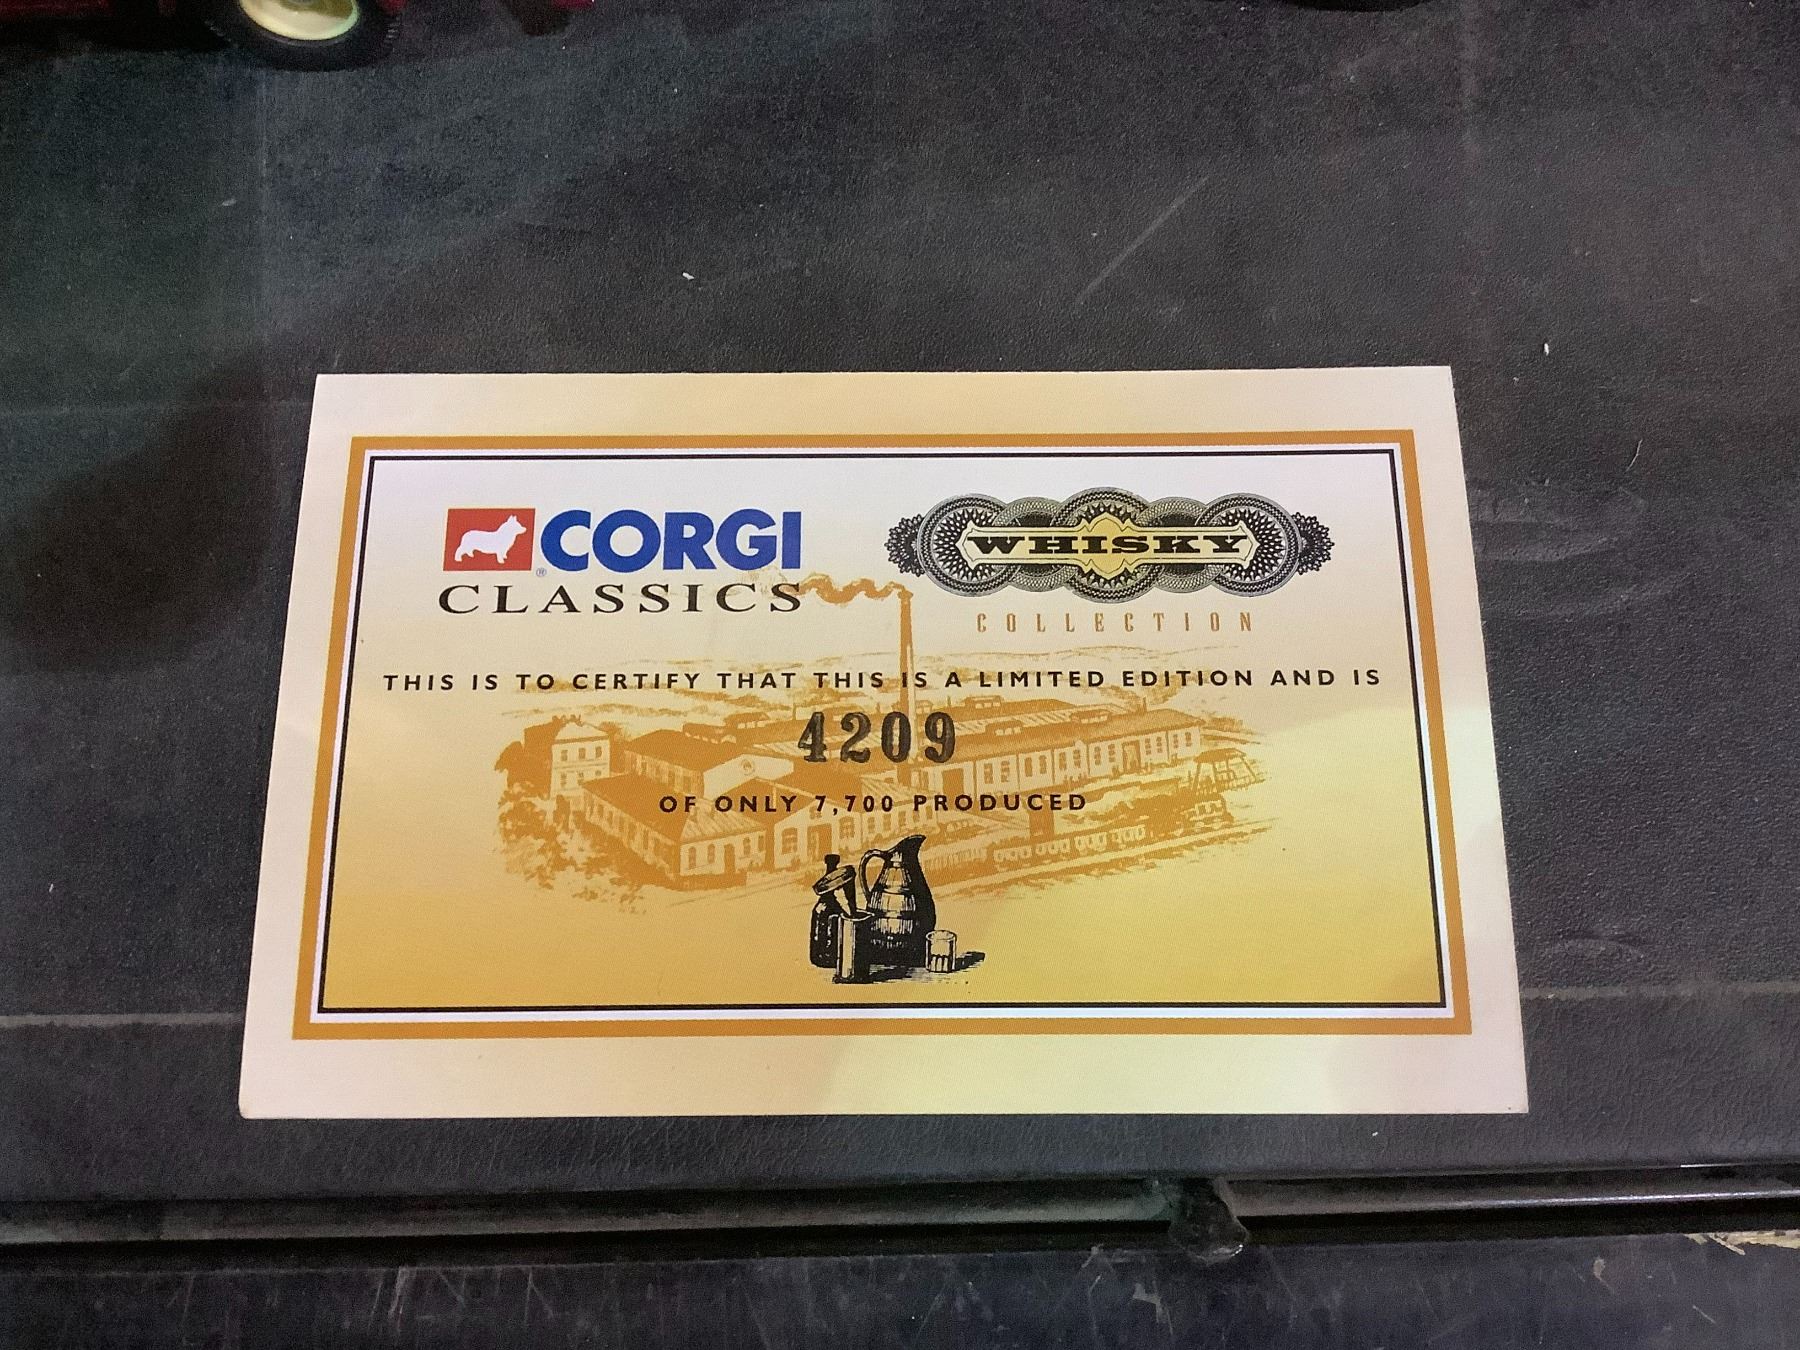 CORGI
CLASSICS
WHISKY
COLLECTION
THIS IS TO CERTIFY THAT THIS IS A LIMITED EDITION AND IS
4209
OF ONLY 7,700 PRODUCED